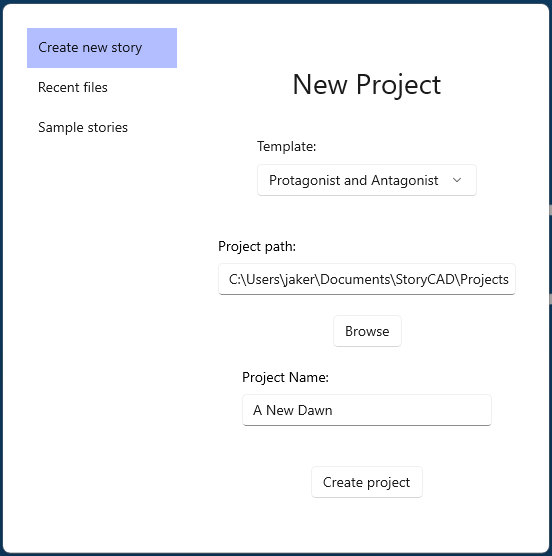 Create new story
Recent files
Sample stories
New Project
Template:
Protagonist and Antagonist
Project path:
C:\Users\jaker\Documents\StoryCAD\Projects
Browse
Project Name:
A New Dawn
Create project